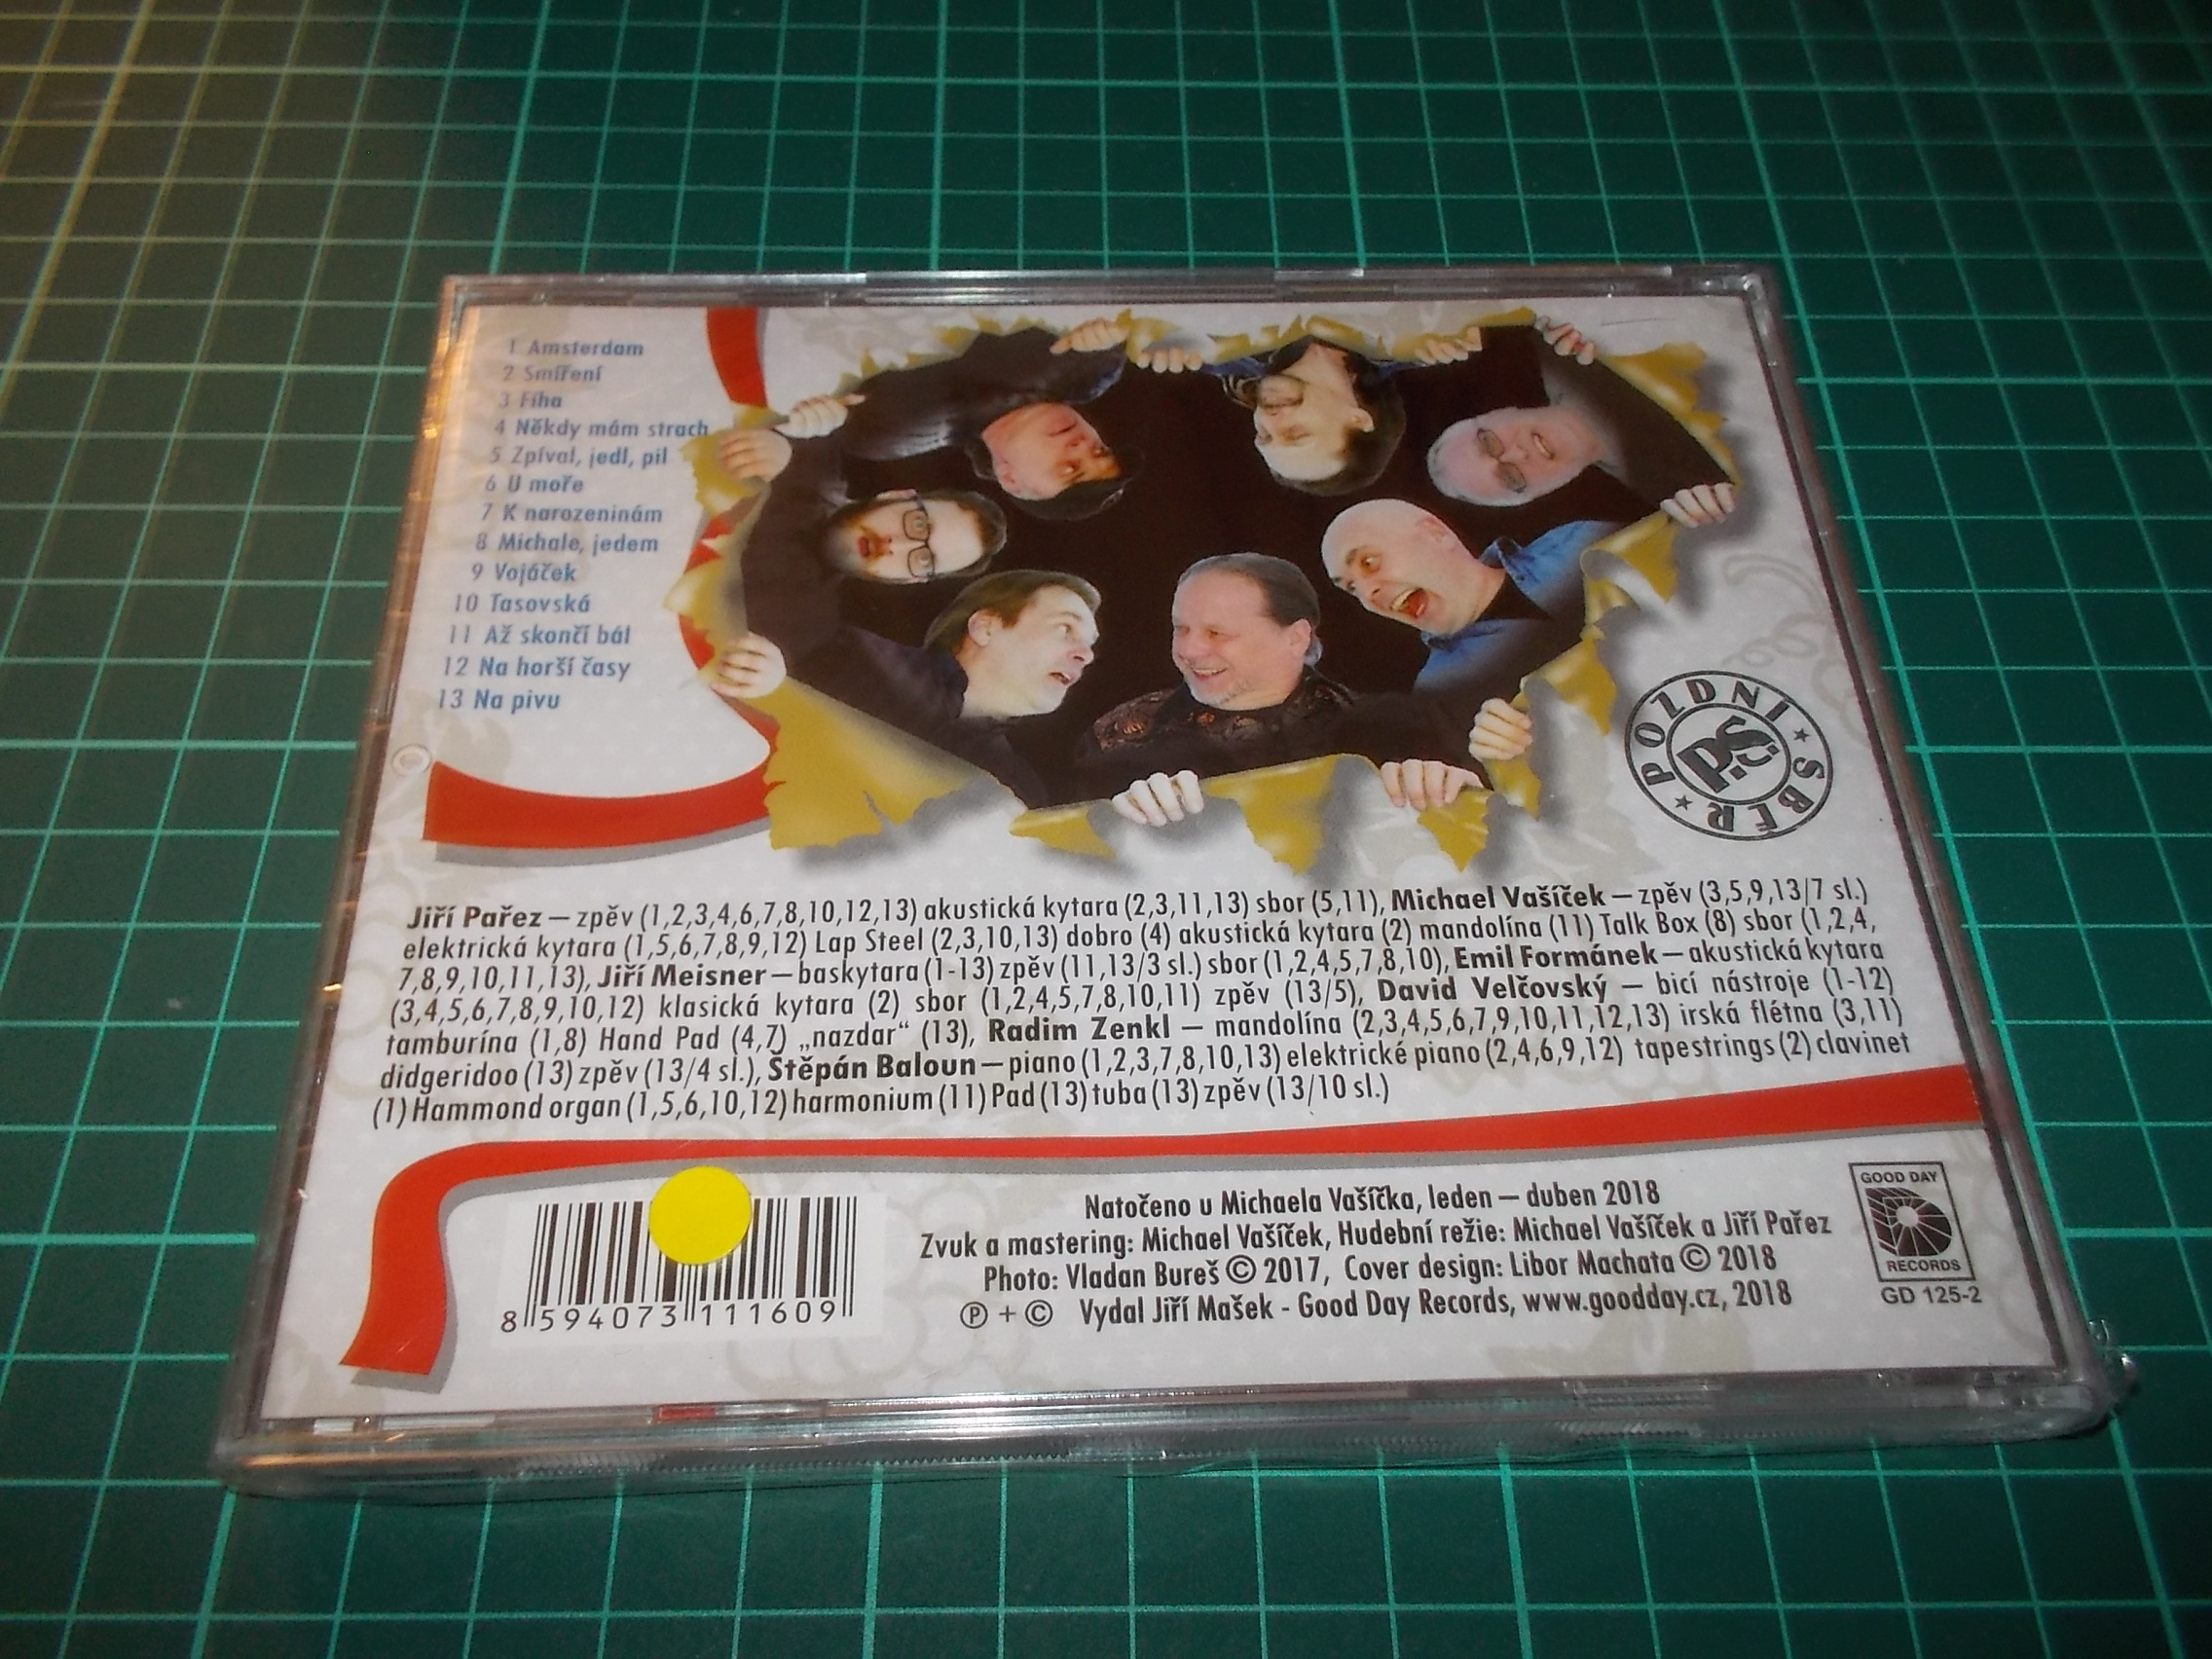 1 Amsterdam
2 Smíření
3 Fíha
4 Někdy mám strach
5 Zpíval, jedl, pil
6 U moře
7 K narozeninám
8 Michale, jedem
9 Vojáček
10 Tasovská
11 Až skončí bál
12 Na horší časy
13 Na pivu
POZDNÍ ★ SBĚR ★
P.S.
Jiří Pařez – zpěv (1,2,3,4,6,7,8,10,12,13) akustická kytara (2,3,11,13) sbor (5,11), Michael Vašíček – zpěv (3,5,9,13/7 sl.)
elektrická kytara (1,5,6,7,8,9,12) Lap Steel (2,3,10,13) dobro (4) akustická kytara (2) mandolína (11) Talk Box (8) sbor (1,2,4,
7,8,9,10,11,13), Jiří Meisner – baskytara (1-13) zpěv (11,13/3 sl.) sbor (1,2,4,5,7,8,10), Emil Formánek – akustická kytara
(3,4,5,6,7,8,9,10,12) klasická kytara (2) sbor (1,2,4,5,7,8,10,11) zpěv (13/5), David Velčovský – bicí nástroje (1-12)
tamburína (1,8) Hand Pad (4,7) „nazdar“ (13), Radim Zenkl – mandolína (2,3,4,5,6,7,9,10,11,12,13) irská flétna (3,11)
didgeridoo (13) zpěv (13/4 sl.), Štěpán Baloun – piano (1,2,3,7,8,10,13) elektrické piano (2,4,6,9,12) tapestrings (2) clavinet
(1) Hammond organ (1,5,6,10,12) harmonium (11) Pad (13) tuba (13) zpěv (13/10 sl.)
Natočeno u Michaela Vašíčka, leden – duben 2018
Zvuk a mastering: Michael Vašíček, Hudební režie: Michael Vašíček a Jiří Pařez
Photo: Vladan Bureš © 2017, Cover design: Libor Machata © 2018
℗ + © Vydal Jiří Mašek - Good Day Records, www.goodday.cz, 2018
8 594073 111609
GOOD DAY
RECORDS
GD 125-2